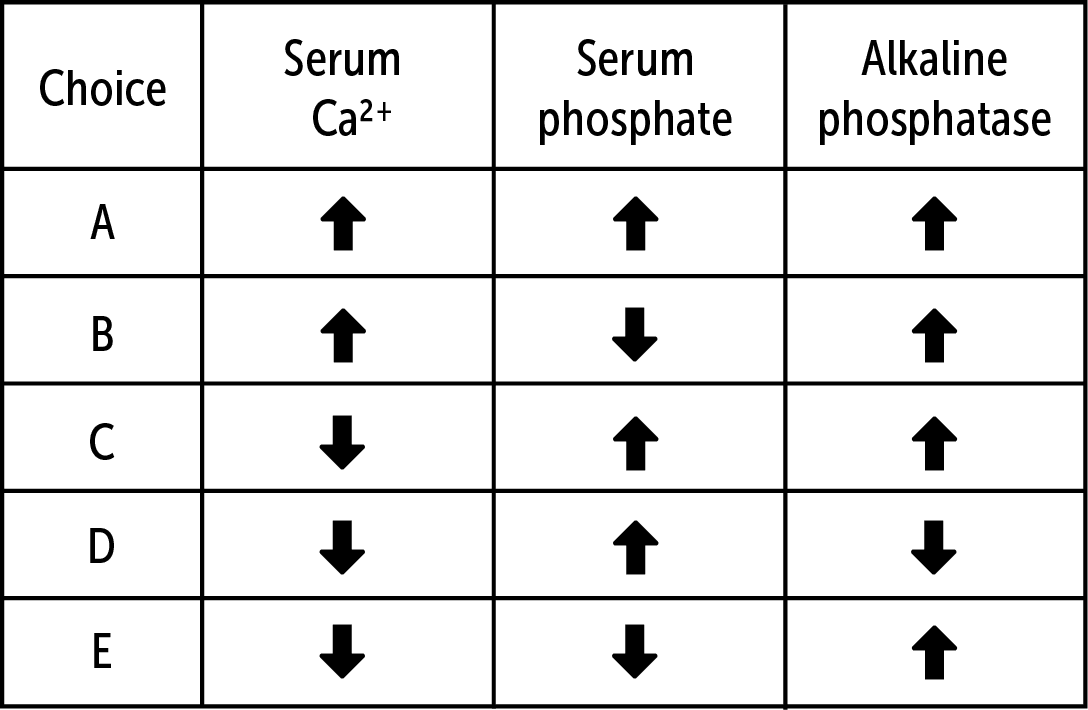 Choice
Serum
Ca²⁺
Serum
phosphate
Alkaline
phosphatase
A
B
C
D
E